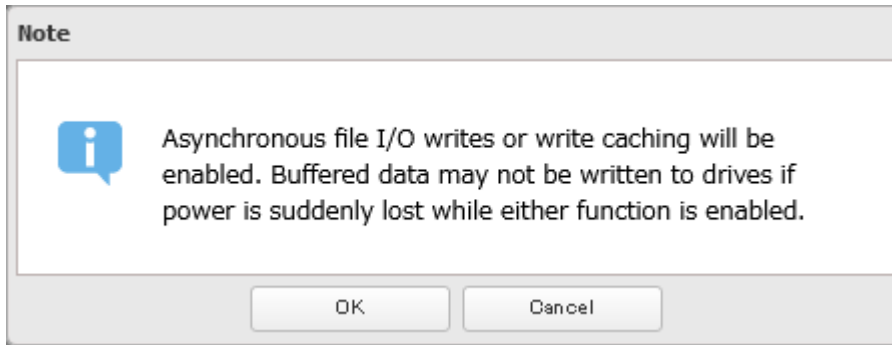 Note
Asynchronous file I/O writes or write caching will be
enabled. Buffered data may not be written to drives if
power is suddenly lost while either function is enabled.
OK
Cancel